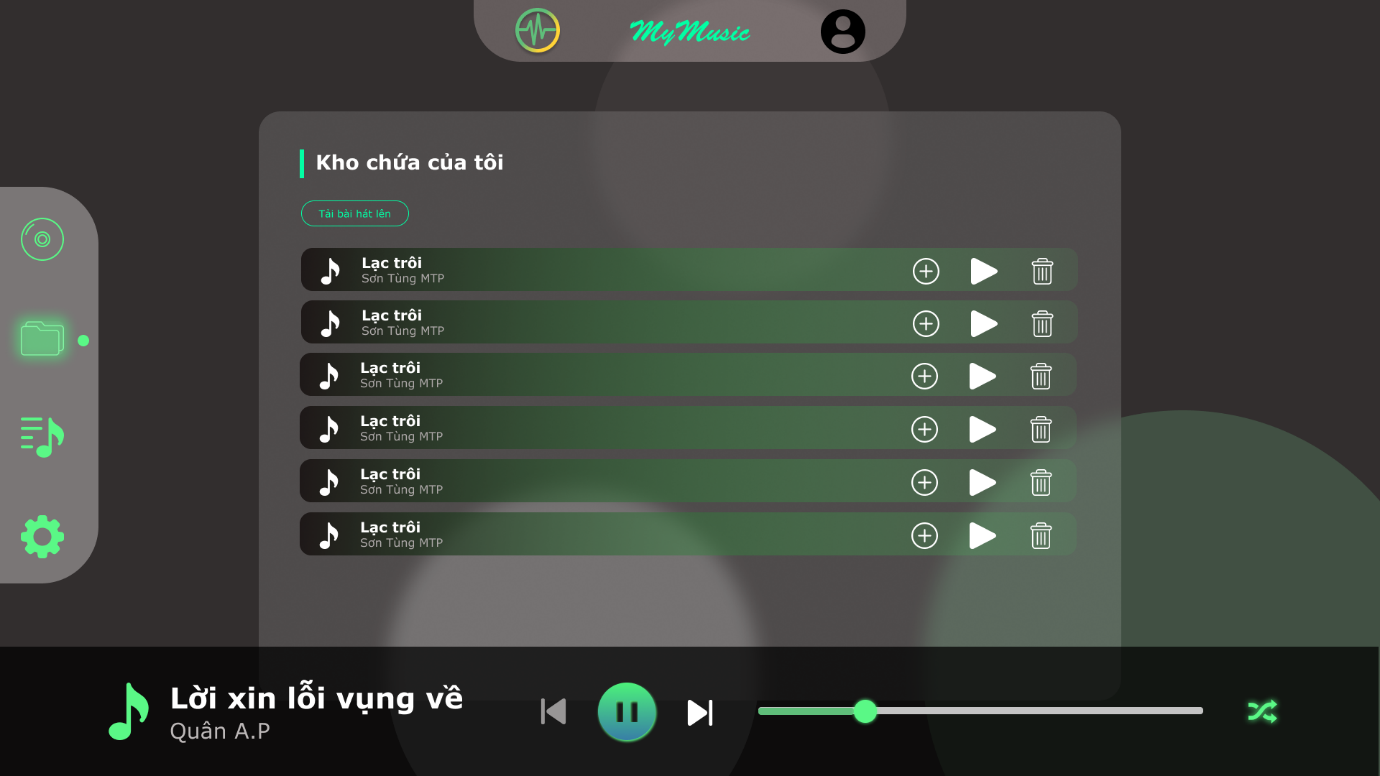 MyMusic
Kho chứa của tôi
Tải bài hát lên
Lạc trôi
Sơn Tùng MTP
Lạc trôi
Sơn Tùng MTP
Lạc trôi
Sơn Tùng MTP
Lạc trôi
Sơn Tùng MTP
Lạc trôi
Sơn Tùng MTP
Lạc trôi
Sơn Tùng MTP
Lời xin lỗi vụng về
Quân A.P